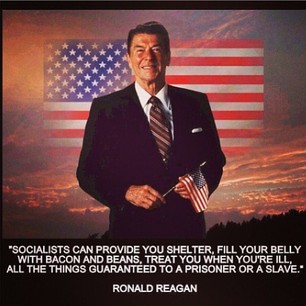 "SOCIALISTS CAN PROVIDE YOU SHELTER, FILL YOUR BELLY
WITH BACON AND BEANS, TREAT YOU WHEN YOU'RE ILL,
ALL THE THINGS GUARANTEED TO A PRISONER OR A SLAVE."
RONALD REAGAN